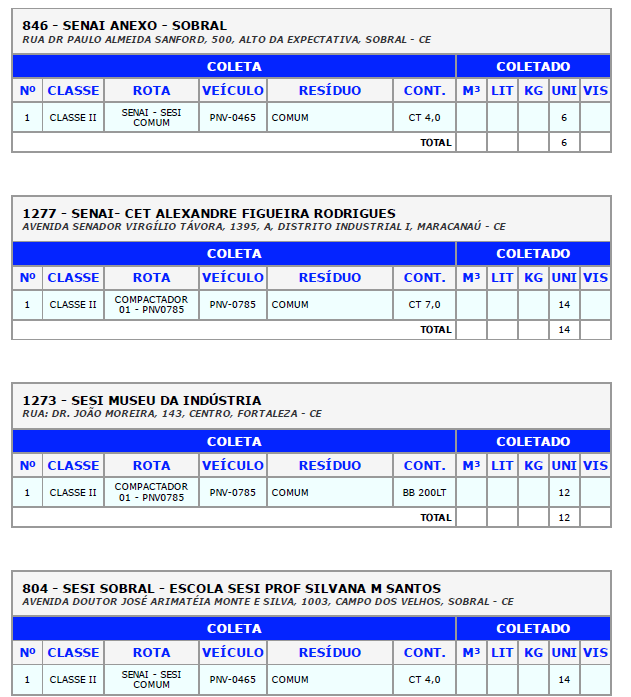 846 - SENAI ANEXO - SOBRAL
RUA DR PAULO ALMEIDA SANFORD, 500, ALTO DA EXPECTATIVA, SOBRAL - CE
COLETA COLETADO
Nº CLASSE ROTA VEÍCULO RESÍDUO CONT. M³ LIT KG UNI VIS
1 CLASSE II SENAI - SESI COMUM PNV-0465 COMUM CT 4,0 6
TOTAL 6
1277 - SENAI- CET ALEXANDRE FIGUEIRA RODRIGUES
AVENIDA SENADOR VIRGÍLIO TÁVORA, 1395, A, DISTRITO INDUSTRIAL I, MARACANAÚ - CE
COLETA COLETADO
Nº CLASSE ROTA VEÍCULO RESÍDUO CONT. M³ LIT KG UNI VIS
1 CLASSE II COMPACTADOR 01 - PNV0785 PNV-0785 COMUM CT 7,0 14
TOTAL 14
1273 - SESI MUSEU DA INDÚSTRIA
RUA: DR. JOÃO MOREIRA, 143, CENTRO, FORTALEZA - CE
COLETA COLETADO
Nº CLASSE ROTA VEÍCULO RESÍDUO CONT. M³ LIT KG UNI VIS
1 CLASSE II COMPACTADOR 01 - PNV0785 PNV-0785 COMUM BB 200LT 12
TOTAL 12
804 - SESI SOBRAL - ESCOLA SESI PROF SILVANA M SANTOS
AVENIDA DOUTOR JOSÉ ARIMATÉIA MONTE E SILVA, 1003, CAMPO DOS VELHOS, SOBRAL - CE
COLETA COLETADO
Nº CLASSE ROTA VEÍCULO RESÍDUO CONT. M³ LIT KG UNI VIS
1 CLASSE II SENAI - SESI COMUM PNV-0465 COMUM CT 4,0 14